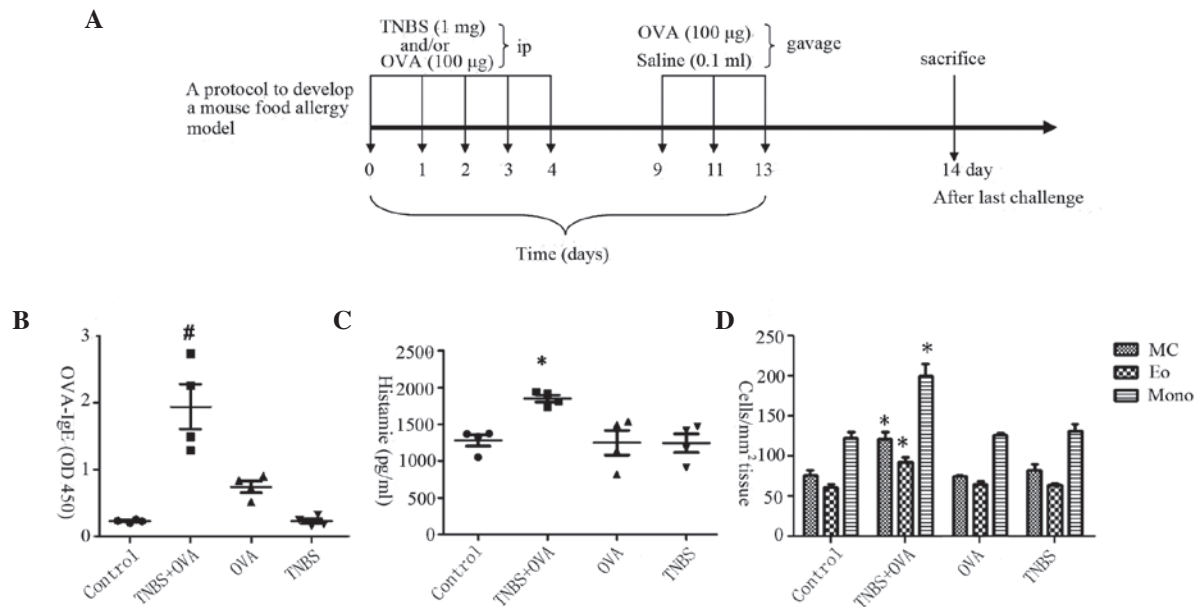 A
TNBS (1 mg)
and/or
OVA (100 µg)
ip
OVA (100 µg)
Saline (0.1 ml)
gavage
sacrifice
A protocol to develop
a mouse food allergy
model
0 1 2 3 4 9 11 13 14 day
After last challenge
Time (days)
B
#
3
2
1
0
OVA-IgE (OD 450)
Control TNBS+OVA OVA TNBS
C
*
2500
2000
1500
1000
500
0
Histamie (pg/ml)
Control TNBS+OVA OVA TNBS
D
250
200
150
100
50
0
Cells/mm² tissue
* * *
Control TNBS+OVA OVA TNBS
MC
Eo
Mono